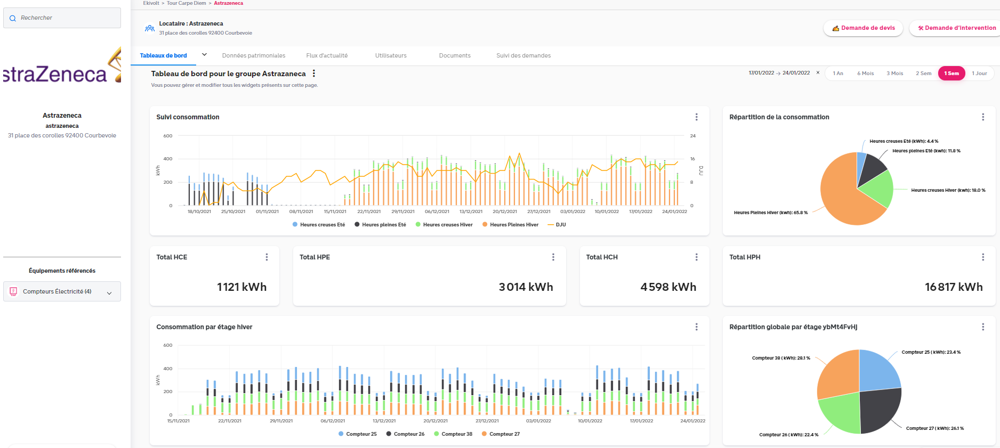 Ekivolt > Tour Carpe Diem > Astrazeneca
Rechercher
Locataire : Astrazeneca
31 place des corolles 92400 Courbevoie
Demande de devis
Demande d'intervention
straZeneca
Tableaux de bord
Données patrimoniales
Flux d'actualité
Utilisateurs
Documents
Suivi des demandes
Tableau de bord pour le groupe Astrazaneca
Vous pouvez gérer et modifier tous les widgets présents sur cette page.
17/01/2022 → 24/01/2022 ×
1 An
6 Mois
3 Mois
2 Sem
1 Sem
1 Jour
Astrazeneca
astrazeneca
31 place des corolles 92400 Courbevoie
Équipements référencés
Compteurs Électricité (4)
Suivi consommation
600
400
200
0
kWh
24
16
8
0
DJU
18/10/2021
25/10/2021
01/11/2021
08/11/2021
15/11/2021
22/11/2021
29/11/2021
06/12/2021
13/12/2021
20/12/2021
27/12/2021
03/01/2022
10/01/2022
17/01/2022
24/01/2022
Heures creuses Eté
Heures pleines Eté
Heures creuses Hiver
Heures Pleines Hiver
DJU
Répartition de la consommation
Heures creuses Eté (kWh): 4.4 %
Heures pleines Eté (kwh): 11.8 %
Heures creuses Hiver (kwh): 18.0 %
Heures Pleines Hiver (kwh): 65.8 %
Total HCE
1 121 kWh
Total HPE
3 014 kWh
Total HCH
4 598 kWh
Total HPH
16 817 kWh
Consommation par étage hiver
600
400
200
0
kWh
15/11/2021
22/11/2021
29/11/2021
06/12/2021
13/12/2021
20/12/2021
27/12/2021
03/01/2022
10/01/2022
17/01/2022
24/01/2022
Compteur 25
Compteur 26
Compteur 38
Compteur 27
Répartition globale par étage ybMt4FvHj
Compteur 38 ( kWh): 28.1 %
Compteur 25 ( kWh): 23.4 %
Compteur 27 ( kWh): 26.1 %
Compteur 26 ( kWh): 22.4 %